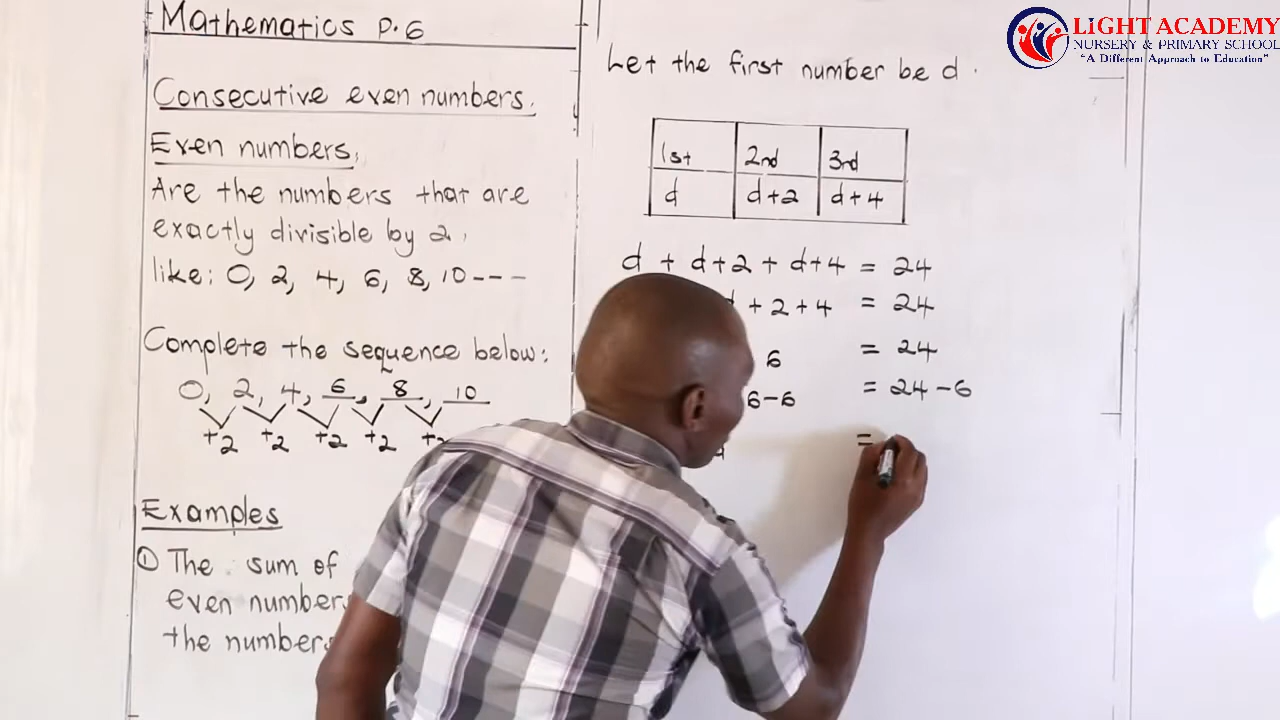 Mathematics P.6
Consecutive even numbers.
Even numbers.
Are the numbers that are
exactly divisible by 2.
like: 0, 2, 4, 6, 8, 10 ---
Complete the sequence below:
0, 2, 4, 6, 8, 10
+2 +2 +2 +2 +2
Examples
① The sum of
even numbers
the numbers
LIGHT ACADEMY
NURSERY & PRIMARY SCHOOL
"A Different Approach to Education"
Let the first number be d.
1st 2nd 3rd
d d+2 d+4
d + d+2 + d+4 = 24
+ 2 + 4 = 24
6 = 24
6-6 = 24-6
=